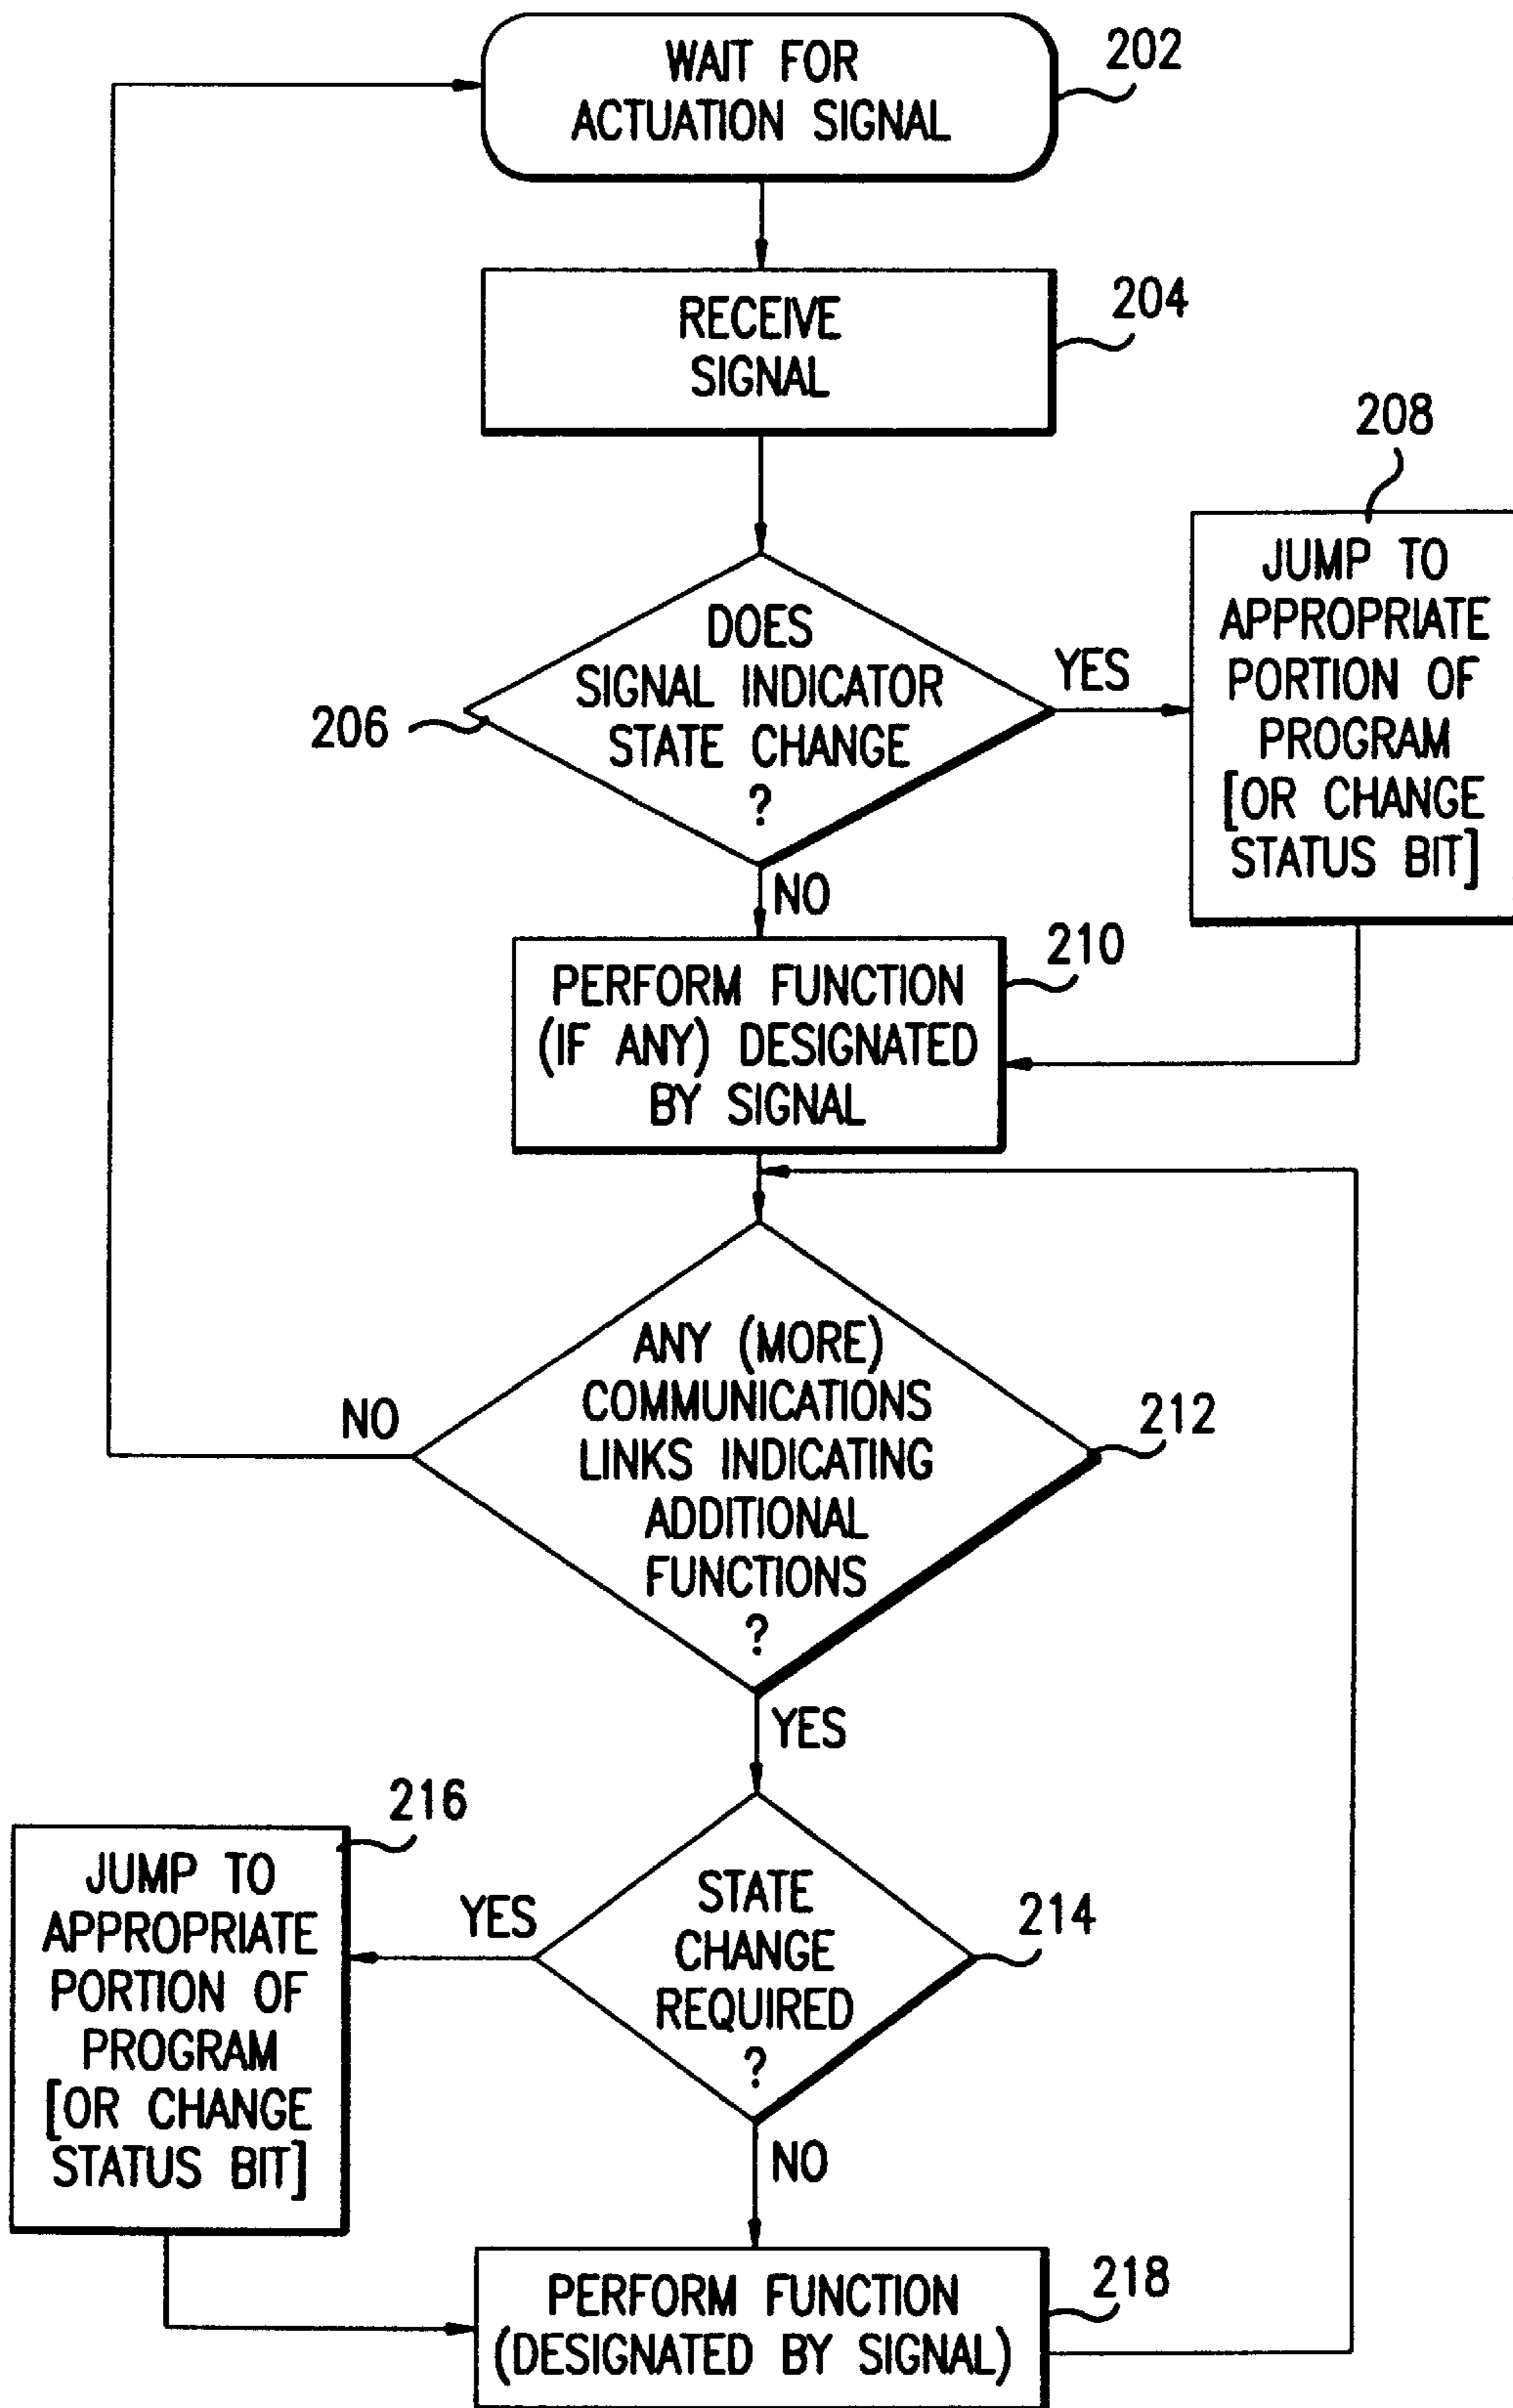 WAIT FOR
ACTUATION SIGNAL
202
RECEIVE
SIGNAL
204
208
JUMP TO
APPROPRIATE
PORTION OF
PROGRAM
[OR CHANGE
STATUS BIT]
DOES
SIGNAL INDICATOR
STATE CHANGE
?
YES
206
NO
210
PERFORM FUNCTION
(IF ANY) DESIGNATED
BY SIGNAL
ANY (MORE)
COMMUNICATIONS
LINKS INDICATING
ADDITIONAL
FUNCTIONS
?
NO
212
YES
216
JUMP TO
APPROPRIATE
PORTION OF
PROGRAM
[OR CHANGE
STATUS BIT]
YES
STATE
CHANGE
REQUIRED
?
214
NO
PERFORM FUNCTION
(DESIGNATED BY SIGNAL)
218